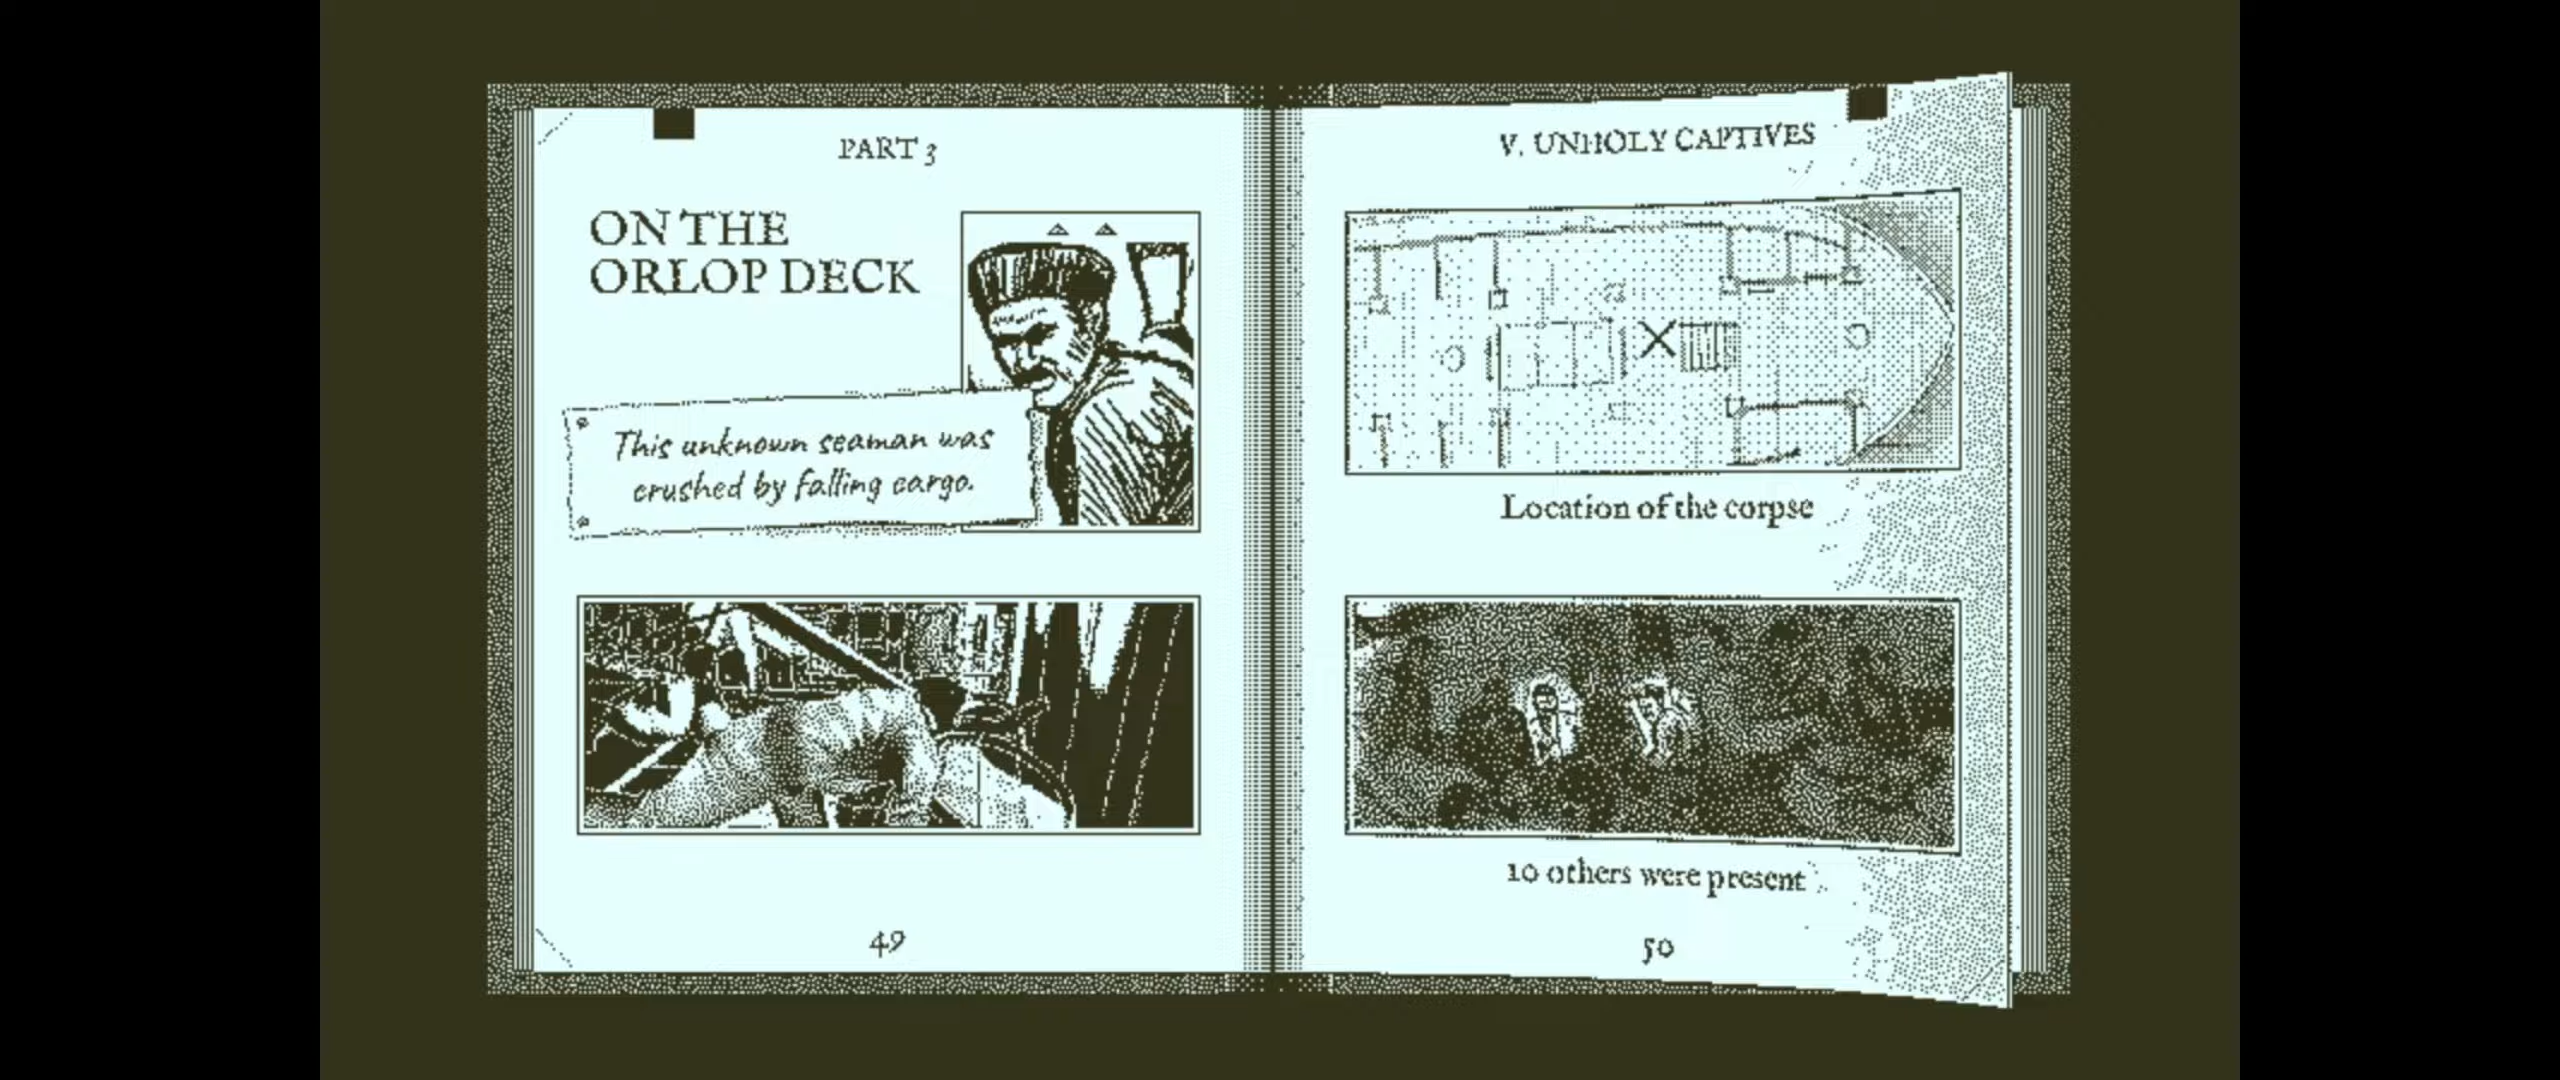 PART 3
ON THE
ORLOP DECK
This unknown seaman was
crushed by falling cargo.
49
V. UNHOLY CAPTIVES
Location of the corpse
10 others were present
50